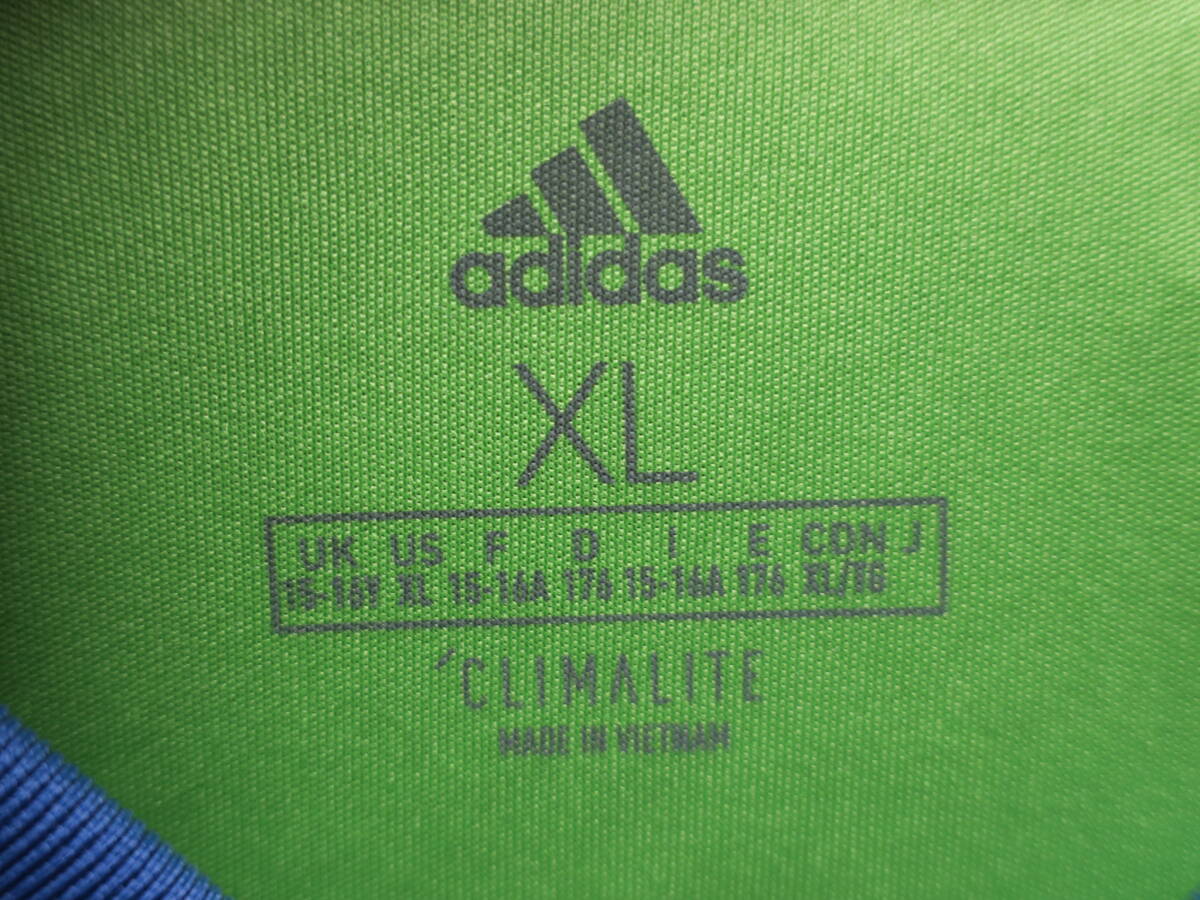 adidas
XL
UK US F D I E CDN J
15-16Y XL 15-16A 176 15-16A 176 XL/TG
´CLIMALITE
MADE IN VIETNAM